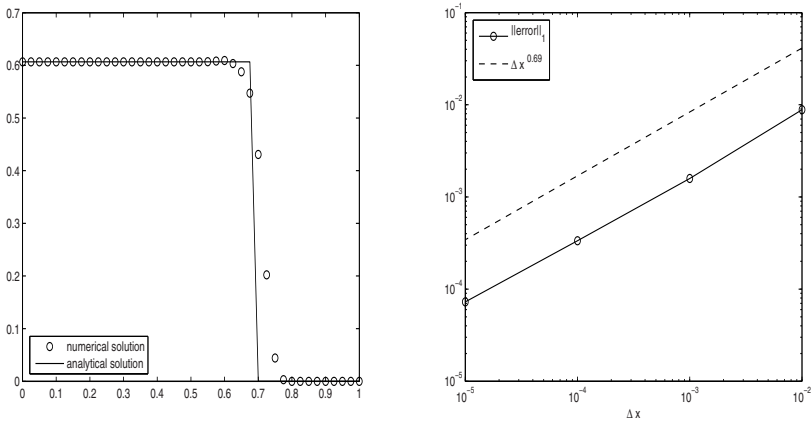 0.7
0.6
0.5
0.4
0.3
0.2
0.1
0
0 0.1 0.2 0.3 0.4 0.5 0.6 0.7 0.8 0.9 1
numerical solution
analytical solution
10⁻¹
10⁻²
10⁻³
10⁻⁴
10⁻⁵
10⁻⁵ 10⁻⁴ 10⁻³ 10⁻²
Δ x
||error||₁
Δ x^0.69